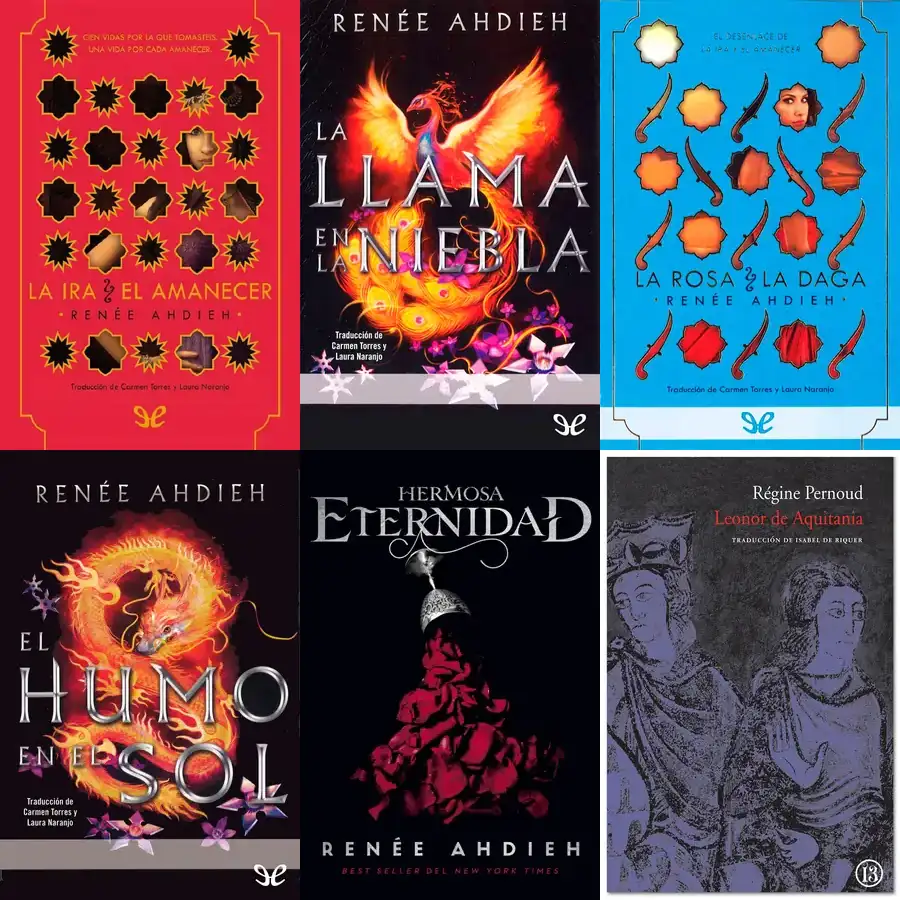 CIEN VIDAS POR LA QUE TOMASTEIS,
UNA VIDA POR CADA AMANECER.
LA IRA Y EL AMANECER
· RENÉE AHDIEH ·
Traducción de Carmen Torres y Laura Naranjo
RENÉE AHDIEH
LA
LLAMA
EN
LA NIEBLA
Traducción de
Carmen Torres y
Laura Naranjo
EL DESENLACE DE
LA IRA Y EL AMANECER
LA ROSA Y LA DAGA
· RENÉE AHDIEH ·
Traducción de Carmen Torres y Laura Naranjo
RENÉE AHDIEH
EL
HUMO
EN EL
SOL
Traducción de
Carmen Torres y
Laura Naranjo
HERMOSA
ETERNIDAD
RENÉE AHDIEH
BEST SELLER DEL NEW YORK TIMES
Régine Pernoud
Leonor de Aquitania
TRADUCCIÓN DE ISABEL DE RIQUER
13